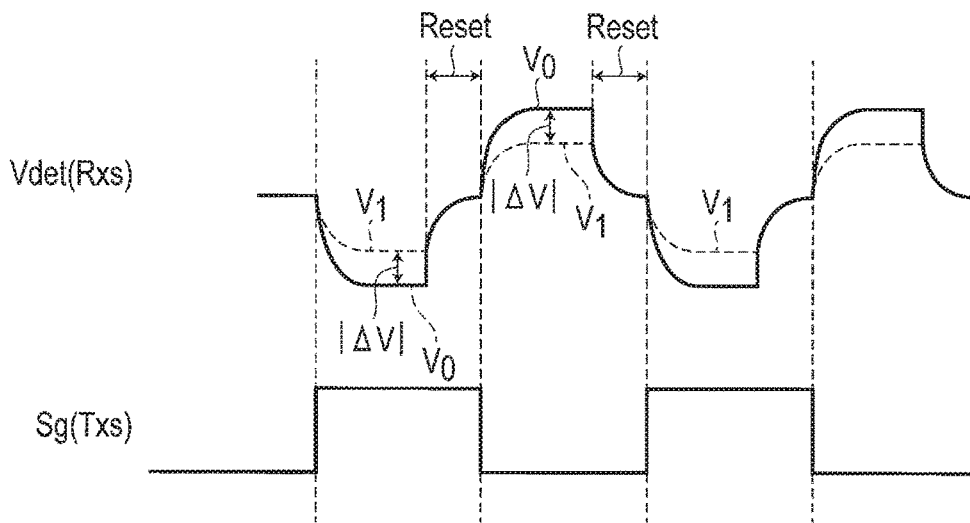 Reset
Reset
V0
Vdet(Rxs)
V1
V1
|ΔV|
V1
|ΔV|
V0
Sg(Txs)